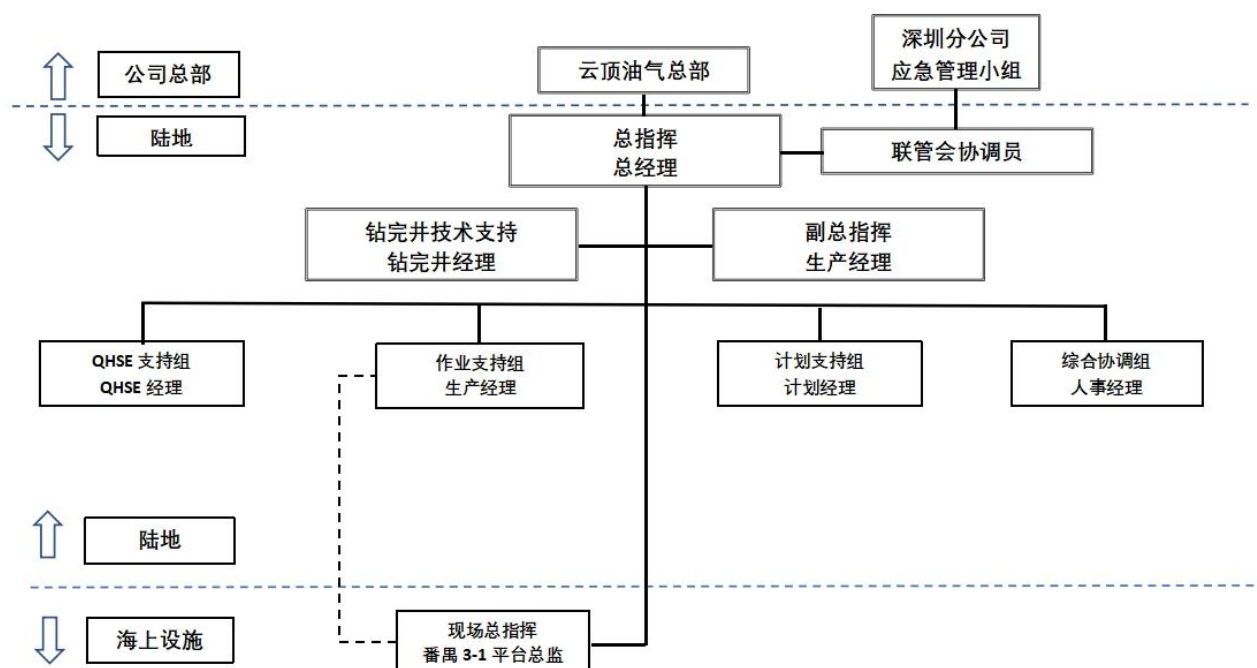 深圳分公司
应急管理小组
公司总部
云顶油气总部
陆地
总指挥
总经理
联管会协调员
钻完井技术支持
钻完井经理
副总指挥
生产经理
QHSE 支持组
QHSE 经理
作业支持组
生产经理
计划支持组
计划经理
综合协调组
人事经理
陆地
海上设施
现场总指挥
番禺 3-1 平台总监